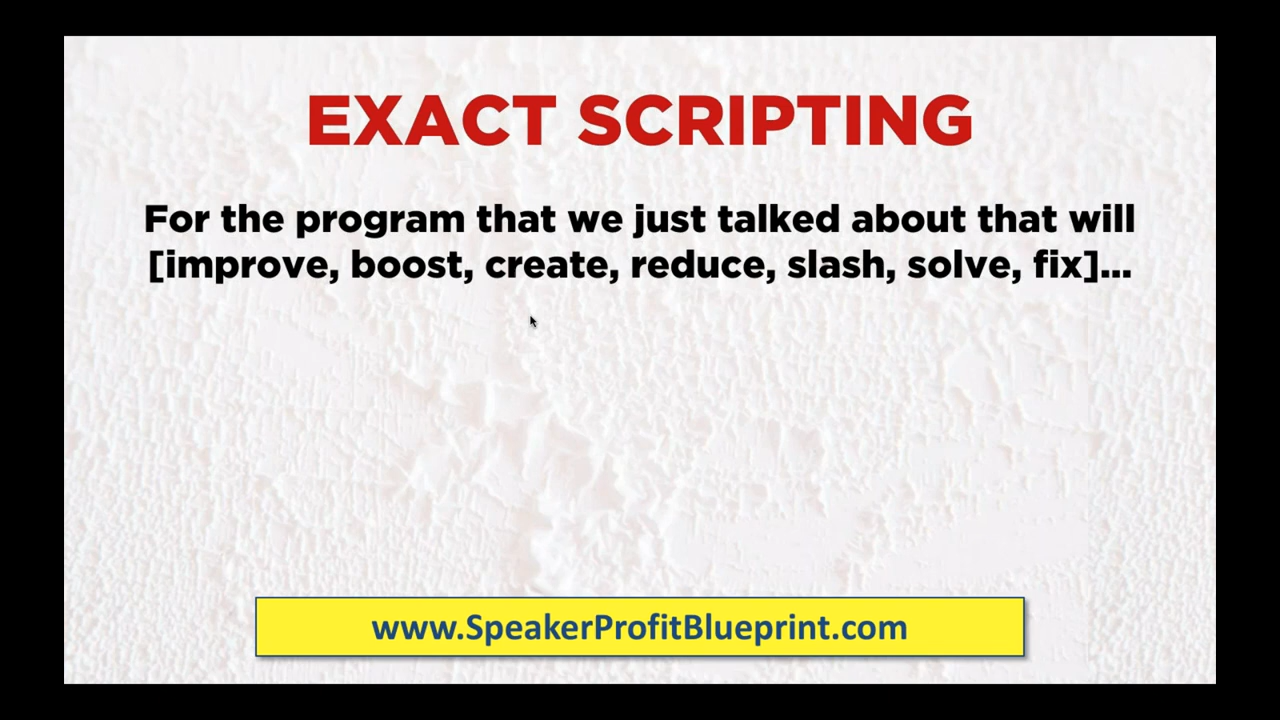 EXACT SCRIPTING
For the program that we just talked about that will
[improve, boost, create, reduce, slash, solve, fix]...
www.SpeakerProfitBlueprint.com